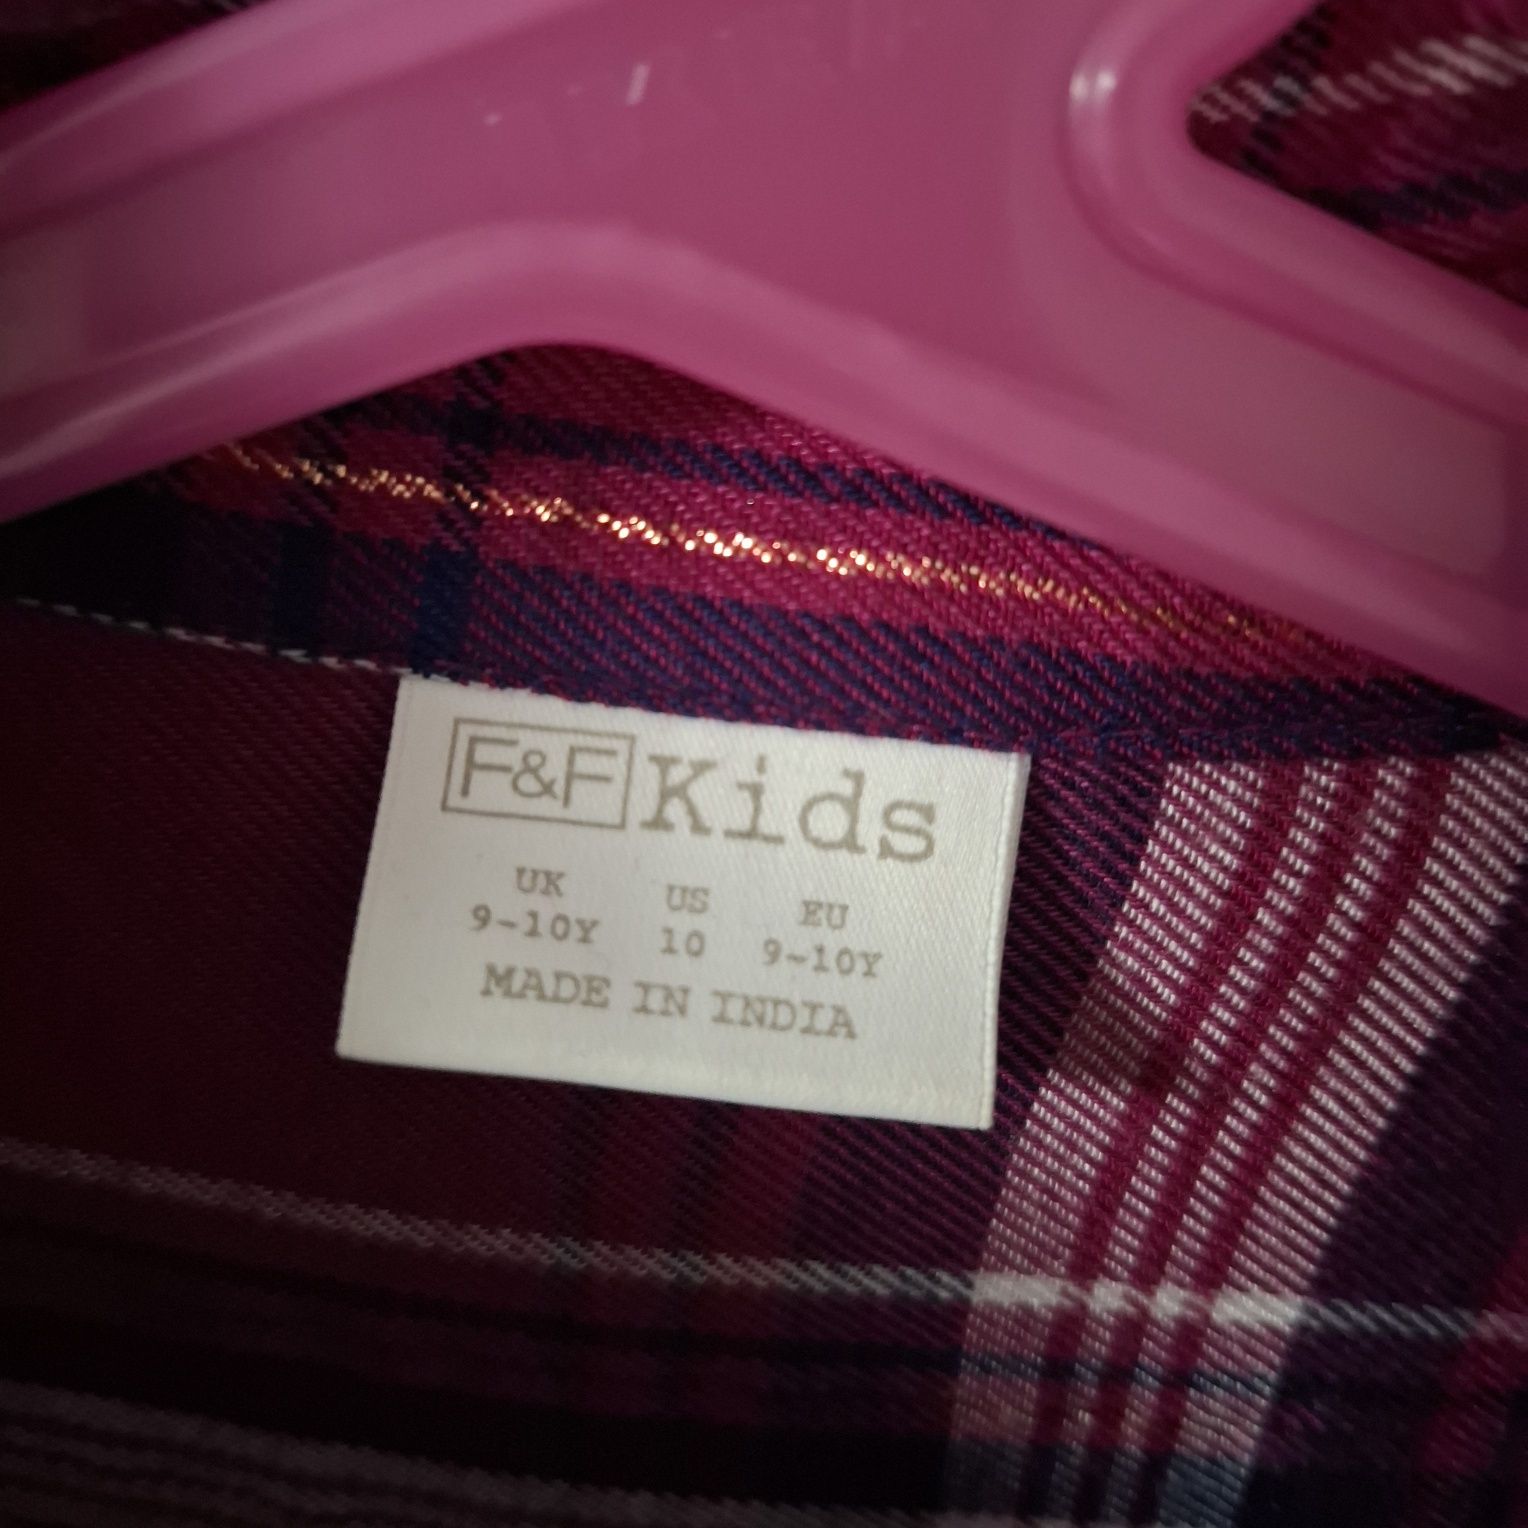 F&F Kids
UK US EU
9-10Y 10 9-10Y
MADE IN INDIA